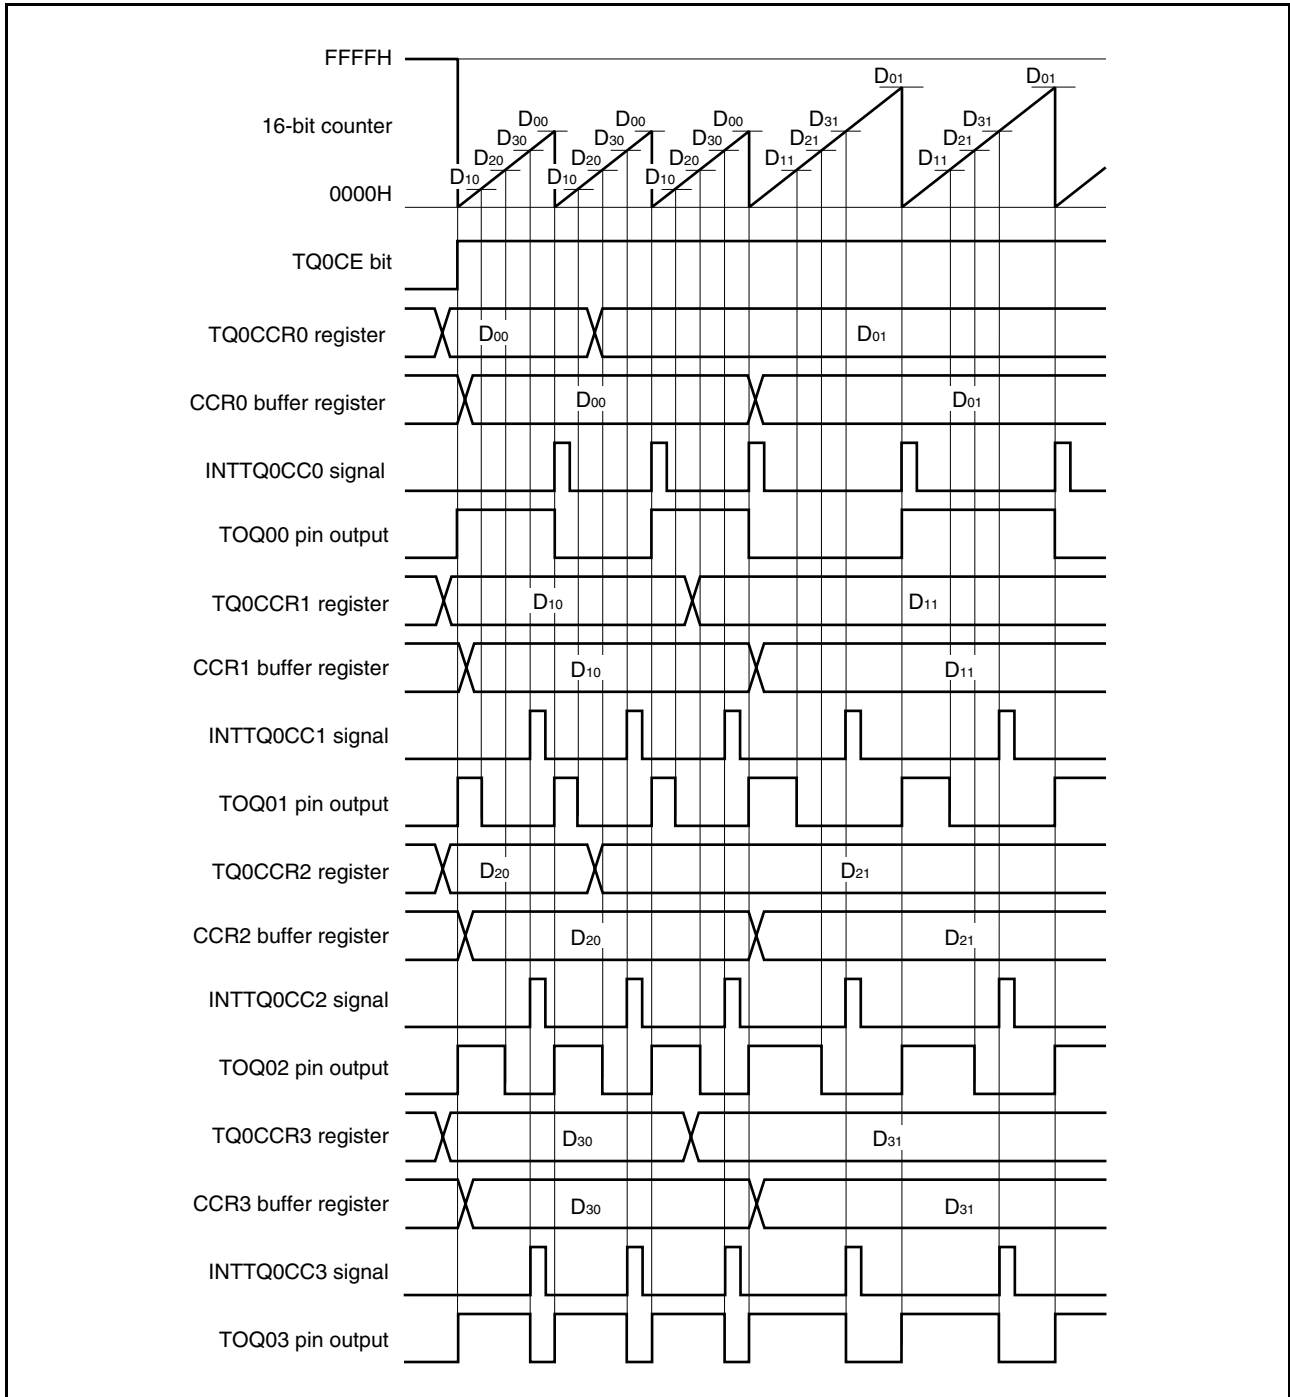 FFFFH
D01 D01
16-bit counter
D00 D00 D00 D31 D31
D30 D30 D30 D21 D21
D20 D20 D20 D11 D11
D10 D10 D10
0000H
TQ0CE bit
TQ0CCR0 register D00 D01
CCR0 buffer register D00 D01
INTTQ0CC0 signal
TOQ00 pin output
TQ0CCR1 register D10 D11
CCR1 buffer register D10 D11
INTTQ0CC1 signal
TOQ01 pin output
TQ0CCR2 register D20 D21
CCR2 buffer register D20 D21
INTTQ0CC2 signal
TOQ02 pin output
TQ0CCR3 register D30 D31
CCR3 buffer register D30 D31
INTTQ0CC3 signal
TOQ03 pin output